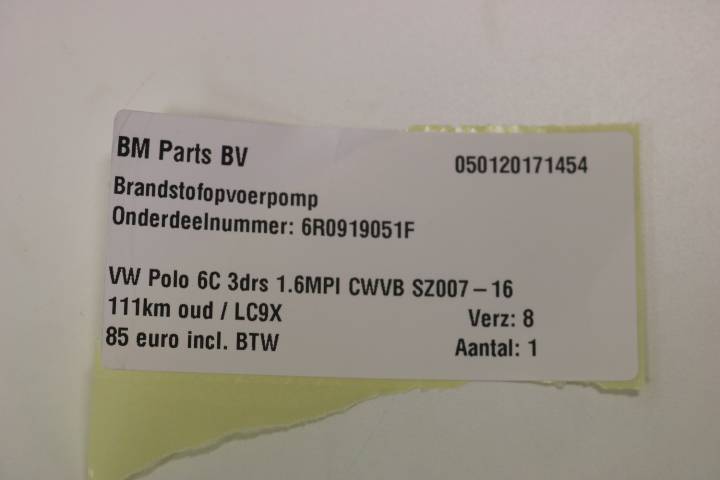 BM Parts BV 050120171454
Brandstofopvoerpomp
Onderdeelnummer: 6R0919051F
VW Polo 6C 3drs 1.6MPI CWVB SZ007-16
111km oud / LC9X Verz: 8
85 euro incl. BTW Aantal: 1